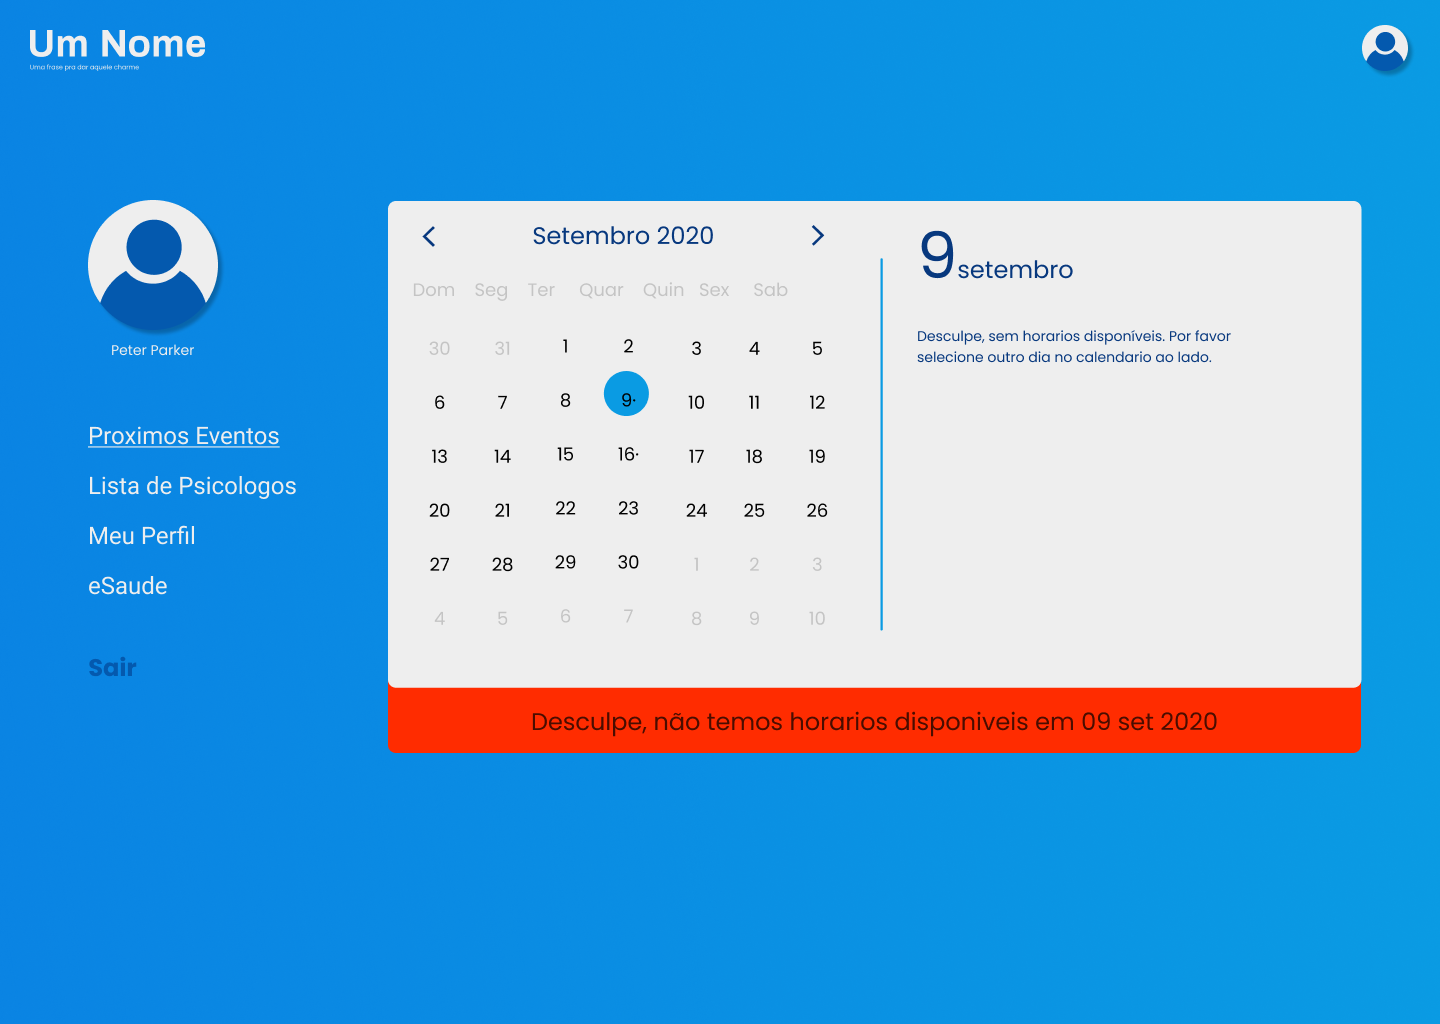 Um Nome
Uma frase pra dar aquele charme
Peter Parker
Proximos Eventos
Lista de Psicologos
Meu Perfil
eSaude
Sair
Setembro 2020
Dom Seg Ter Quar Quin Sex Sab
30 31 1 2 3 4 5
6 7 8 9· 10 11 12
13 14 15 16· 17 18 19
20 21 22 23 24 25 26
27 28 29 30 1 2 3
4 5 6 7 8 9 10
9 setembro
Desculpe, sem horarios disponíveis. Por favor
selecione outro dia no calendario ao lado.
Desculpe, não temos horarios disponiveis em 09 set 2020